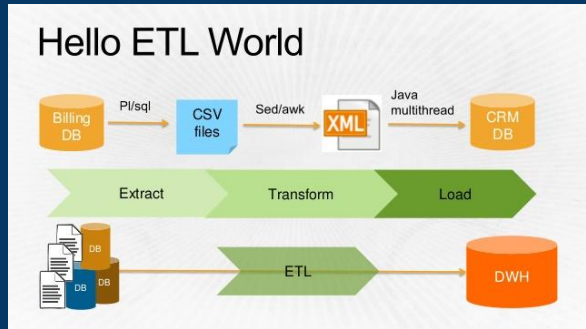 Hello ETL World
Billing
DB
Pl/sql
CSV
files
Sed/awk
XML
Java
multithread
CRM
DB
Extract
Transform
Load
DB
DB
DB
ETL
DWH